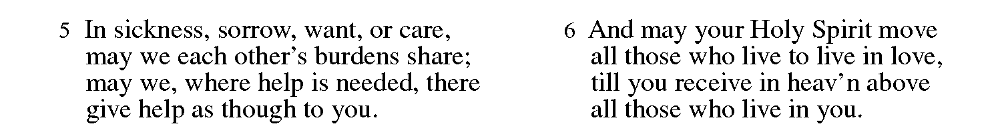 5 In sickness, sorrow, want, or care,
may we each other's burdens share;
may we, where help is needed, there
give help as though to you.
6 And may your Holy Spirit move
all those who live to live in love,
till you receive in heav'n above
all those who live in you.